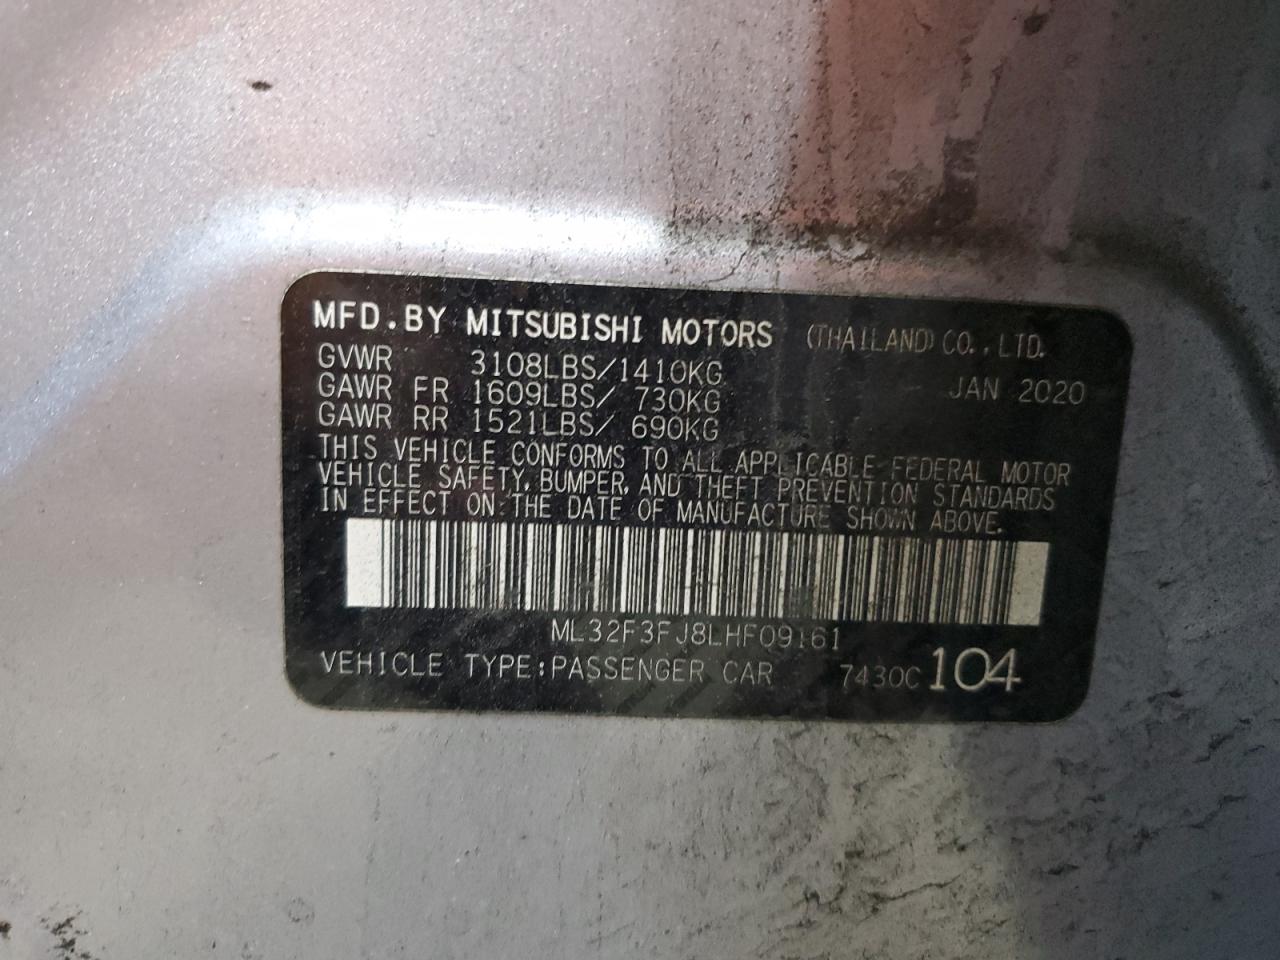 MFD.BY MITSUBISHI MOTORS (THAILAND) CO.,LTD.
GVWR 3108LBS/1410KG JAN 2020
GAWR FR 1609LBS/ 730KG
GAWR RR 1521LBS/ 690KG
THIS VEHICLE CONFORMS TO ALL APPLICABLE FEDERAL MOTOR
VEHICLE SAFETY, BUMPER, AND THEFT PREVENTION STANDARDS
IN EFFECT ON THE DATE OF MANUFACTURE SHOWN ABOVE.
ML32F3FJ8LHF09161
VEHICLE TYPE:PASSENGER CAR 7430C104